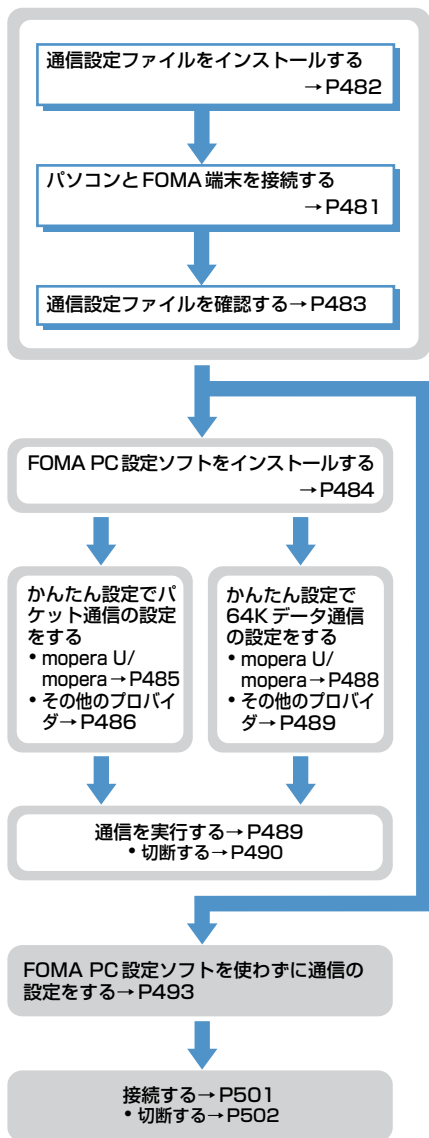 通信設定ファイルをインストールする
→P482
パソコンとFOMA端末を接続する
→P481
通信設定ファイルを確認する→P483
FOMA PC設定ソフトをインストールする
→P484
かんたん設定でパ
ケット通信の設定
をする
• mopera U/
mopera→P485
• その他のプロバイ
ダ→P486
かんたん設定で
64Kデータ通信
の設定をする
• mopera U/
mopera→P488
• その他のプロバイ
ダ→P489
通信を実行する→P489
• 切断する→P490
FOMA PC設定ソフトを使わずに通信の
設定をする→P493
接続する→P501
• 切断する→P502